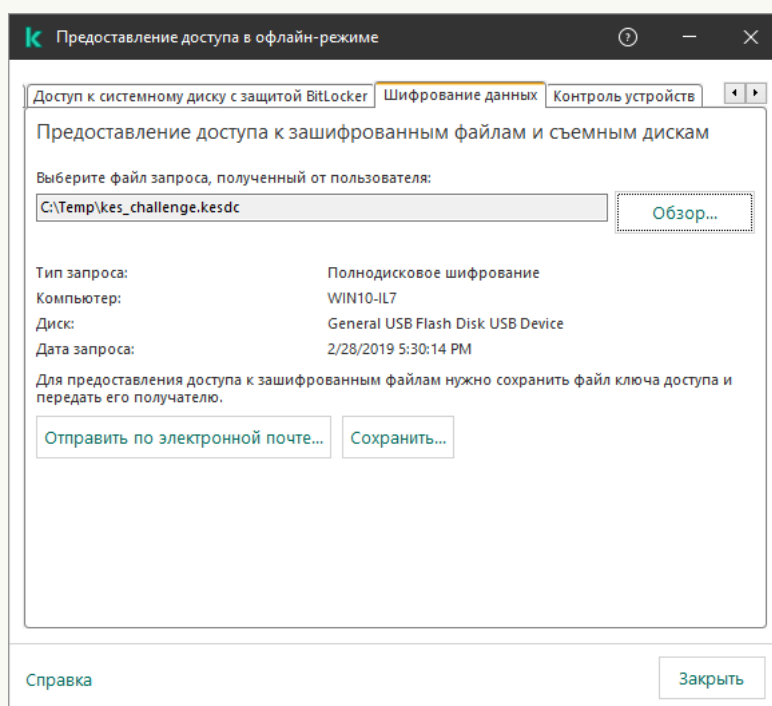 Предоставление доступа в офлайн-режиме
Доступ к системному диску с защитой BitLocker
Шифрование данных
Контроль устройств
Предоставление доступа к зашифрованным файлам и съемным дискам
Выберите файл запроса, полученный от пользователя:
C:\Temp\kes_challenge.kesdc
Обзор...
Тип запроса: Полнодисковое шифрование
Компьютер: WIN10-IL7
Диск: General USB Flash Disk USB Device
Дата запроса: 2/28/2019 5:30:14 PM
Для предоставления доступа к зашифрованным файлам нужно сохранить файл ключа доступа и
передать его получателю.
Отправить по электронной почте...
Сохранить...
Справка
Закрыть